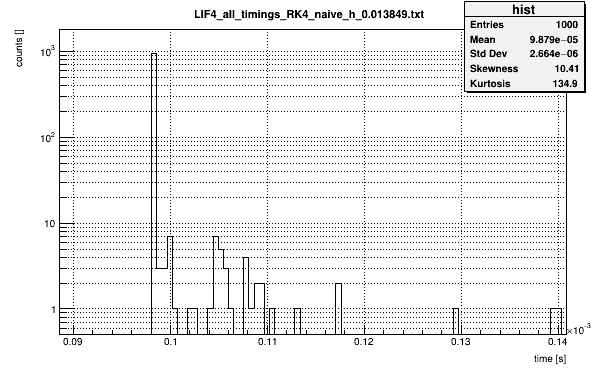 LIF4_all_timings_RK4_naive_h_0.013849.txt
hist
Entries 1000
Mean 9.879e−05
Std Dev 2.664e−06
Skewness 10.41
Kurtosis 134.9
counts []
10³
10²
10
1
0.09 0.1 0.11 0.12 0.13 0.14
×10⁻³
time [s]